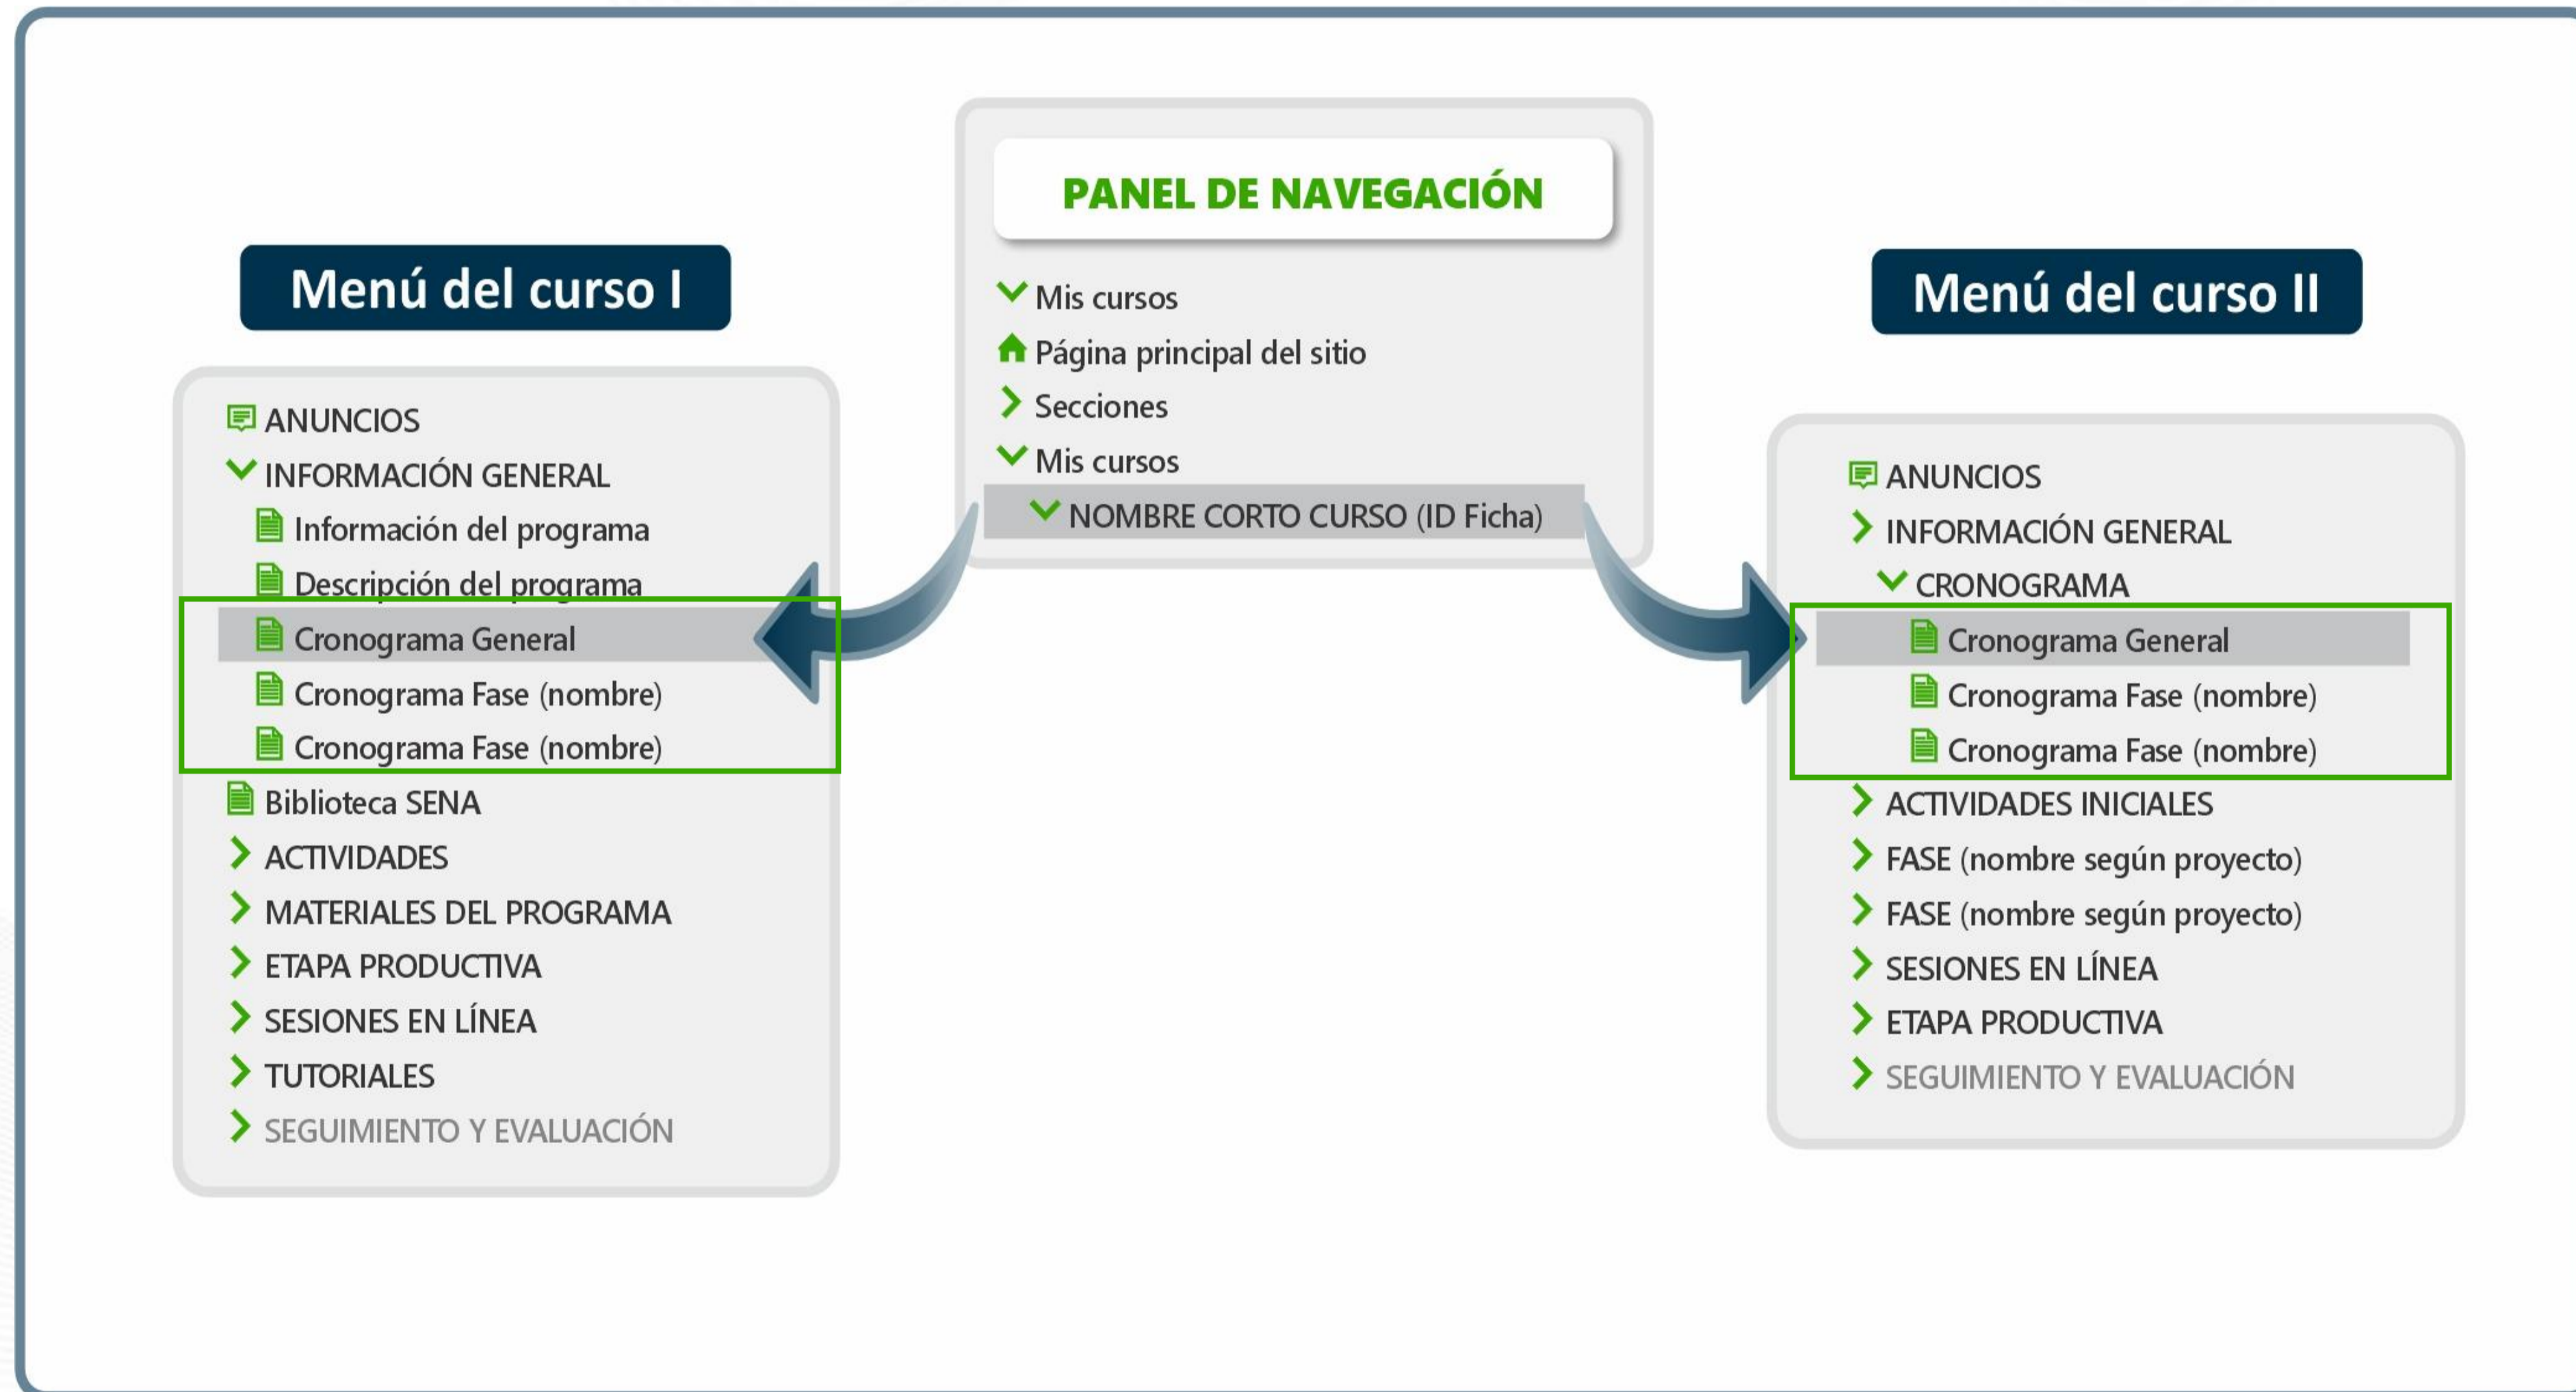 PANEL DE NAVEGACIÓN
Mis cursos
Página principal del sitio
Secciones
Mis cursos
NOMBRE CORTO CURSO (ID Ficha)
Menú del curso I
ANUNCIOS
INFORMACIÓN GENERAL
Información del programa
Descripción del programa
Cronograma General
Cronograma Fase (nombre)
Cronograma Fase (nombre)
Biblioteca SENA
ACTIVIDADES
MATERIALES DEL PROGRAMA
ETAPA PRODUCTIVA
SESIONES EN LÍNEA
TUTORIALES
SEGUIMIENTO Y EVALUACIÓN
Menú del curso II
ANUNCIOS
INFORMACIÓN GENERAL
CRONOGRAMA
Cronograma General
Cronograma Fase (nombre)
Cronograma Fase (nombre)
ACTIVIDADES INICIALES
FASE (nombre según proyecto)
FASE (nombre según proyecto)
SESIONES EN LÍNEA
ETAPA PRODUCTIVA
SEGUIMIENTO Y EVALUACIÓN